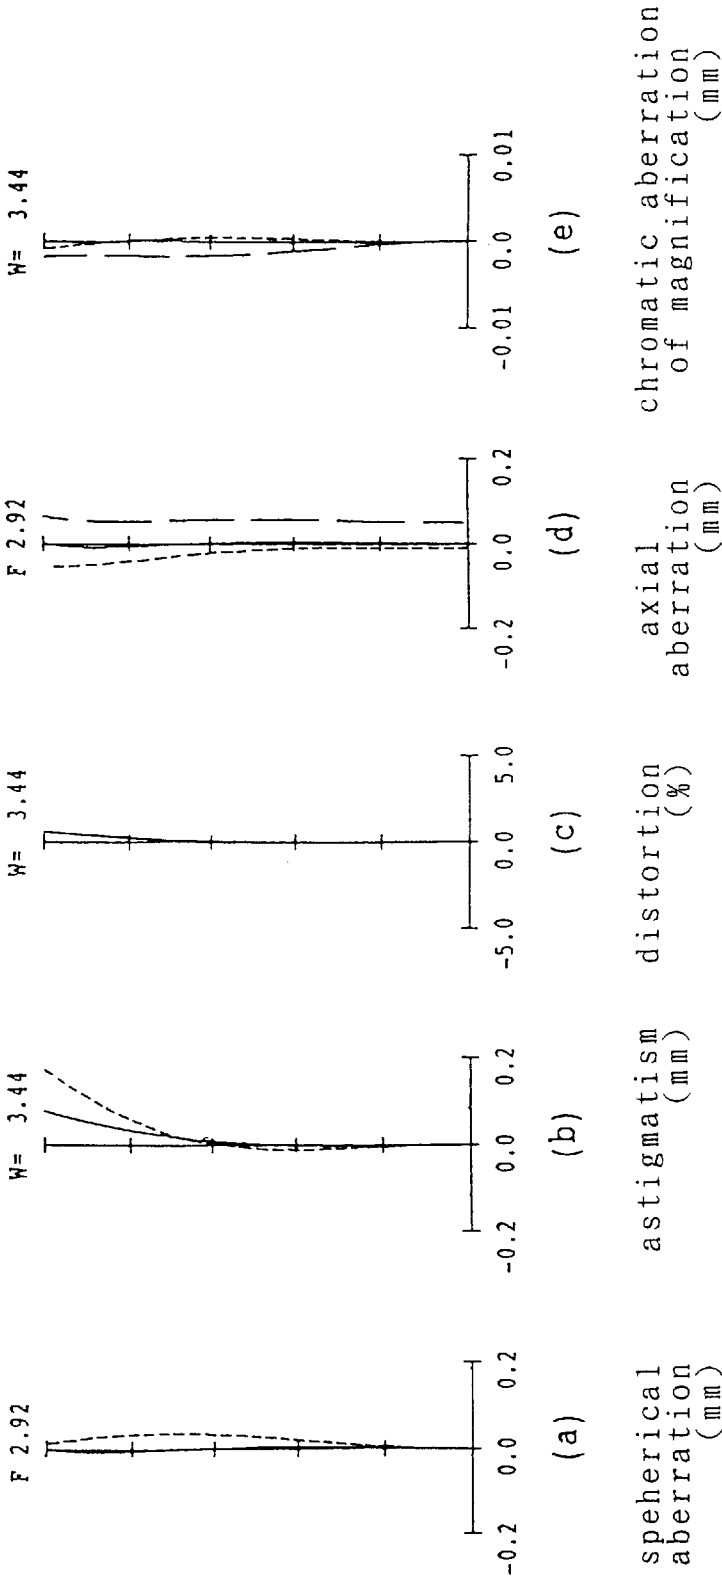 F 2.92
-0.2 0.0 0.2
(a)
speherical
aberration
(mm)
W= 3.44
-0.2 0.0 0.2
(b)
astigmatism
(mm)
W= 3.44
-5.0 0.0 5.0
(c)
distortion
(%)
F 2.92
-0.2 0.0 0.2
(d)
axial
aberration
(mm)
W= 3.44
-0.01 0.0 0.01
(e)
chromatic aberration
of magnification
(mm)